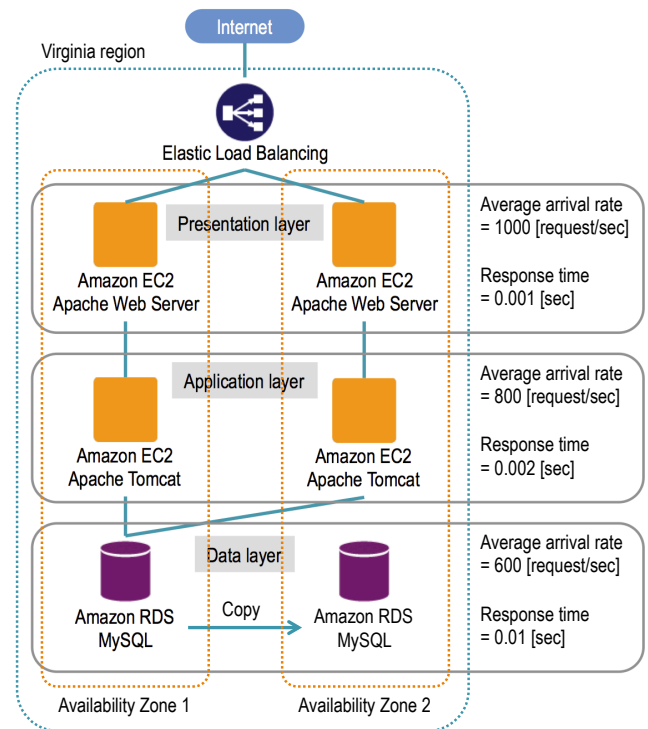 Internet
Virginia region
Elastic Load Balancing
Presentation layer
Amazon EC2
Apache Web Server
Amazon EC2
Apache Web Server
Average arrival rate
= 1000 [request/sec]
Response time
= 0.001 [sec]
Application layer
Amazon EC2
Apache Tomcat
Amazon EC2
Apache Tomcat
Average arrival rate
= 800 [request/sec]
Response time
= 0.002 [sec]
Data layer
Amazon RDS
MySQL
Copy
Amazon RDS
MySQL
Average arrival rate
= 600 [request/sec]
Response time
= 0.01 [sec]
Availability Zone 1
Availability Zone 2